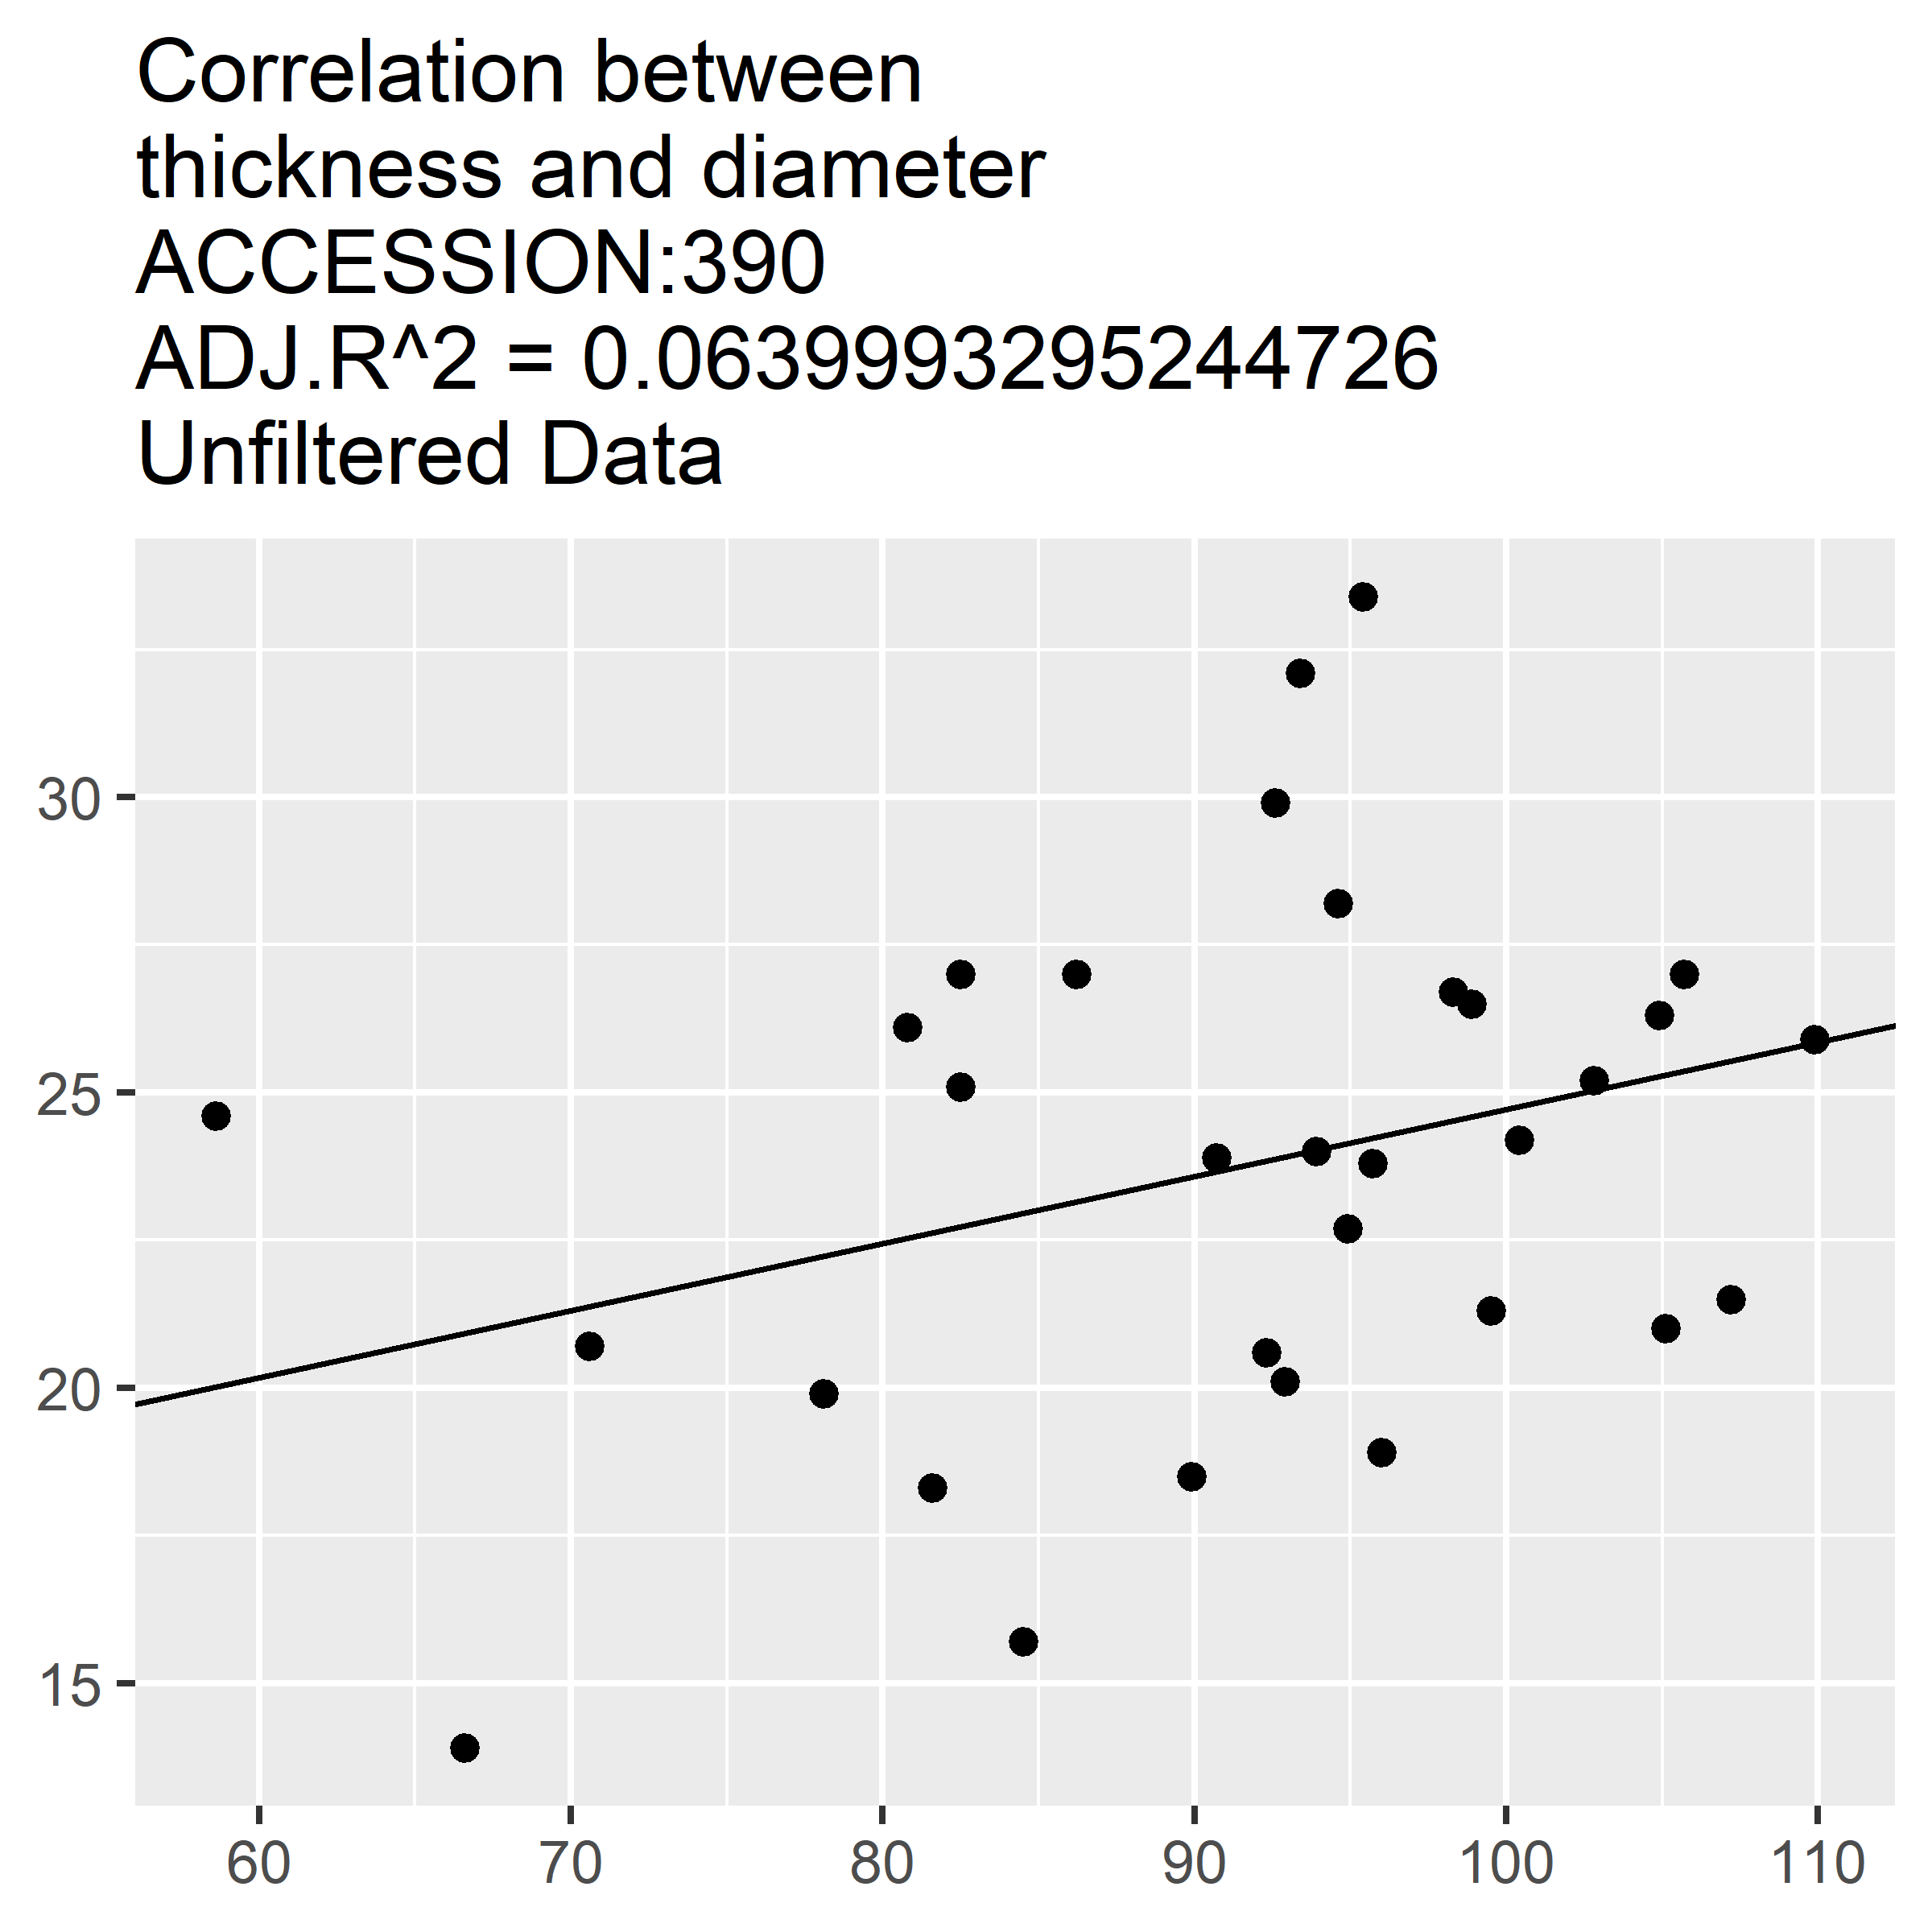 Correlation between
thickness and diameter
ACCESSION:390
ADJ.R^2 = 0.0639993295244726
Unfiltered Data
30
25
20
15
60 70 80 90 100 110